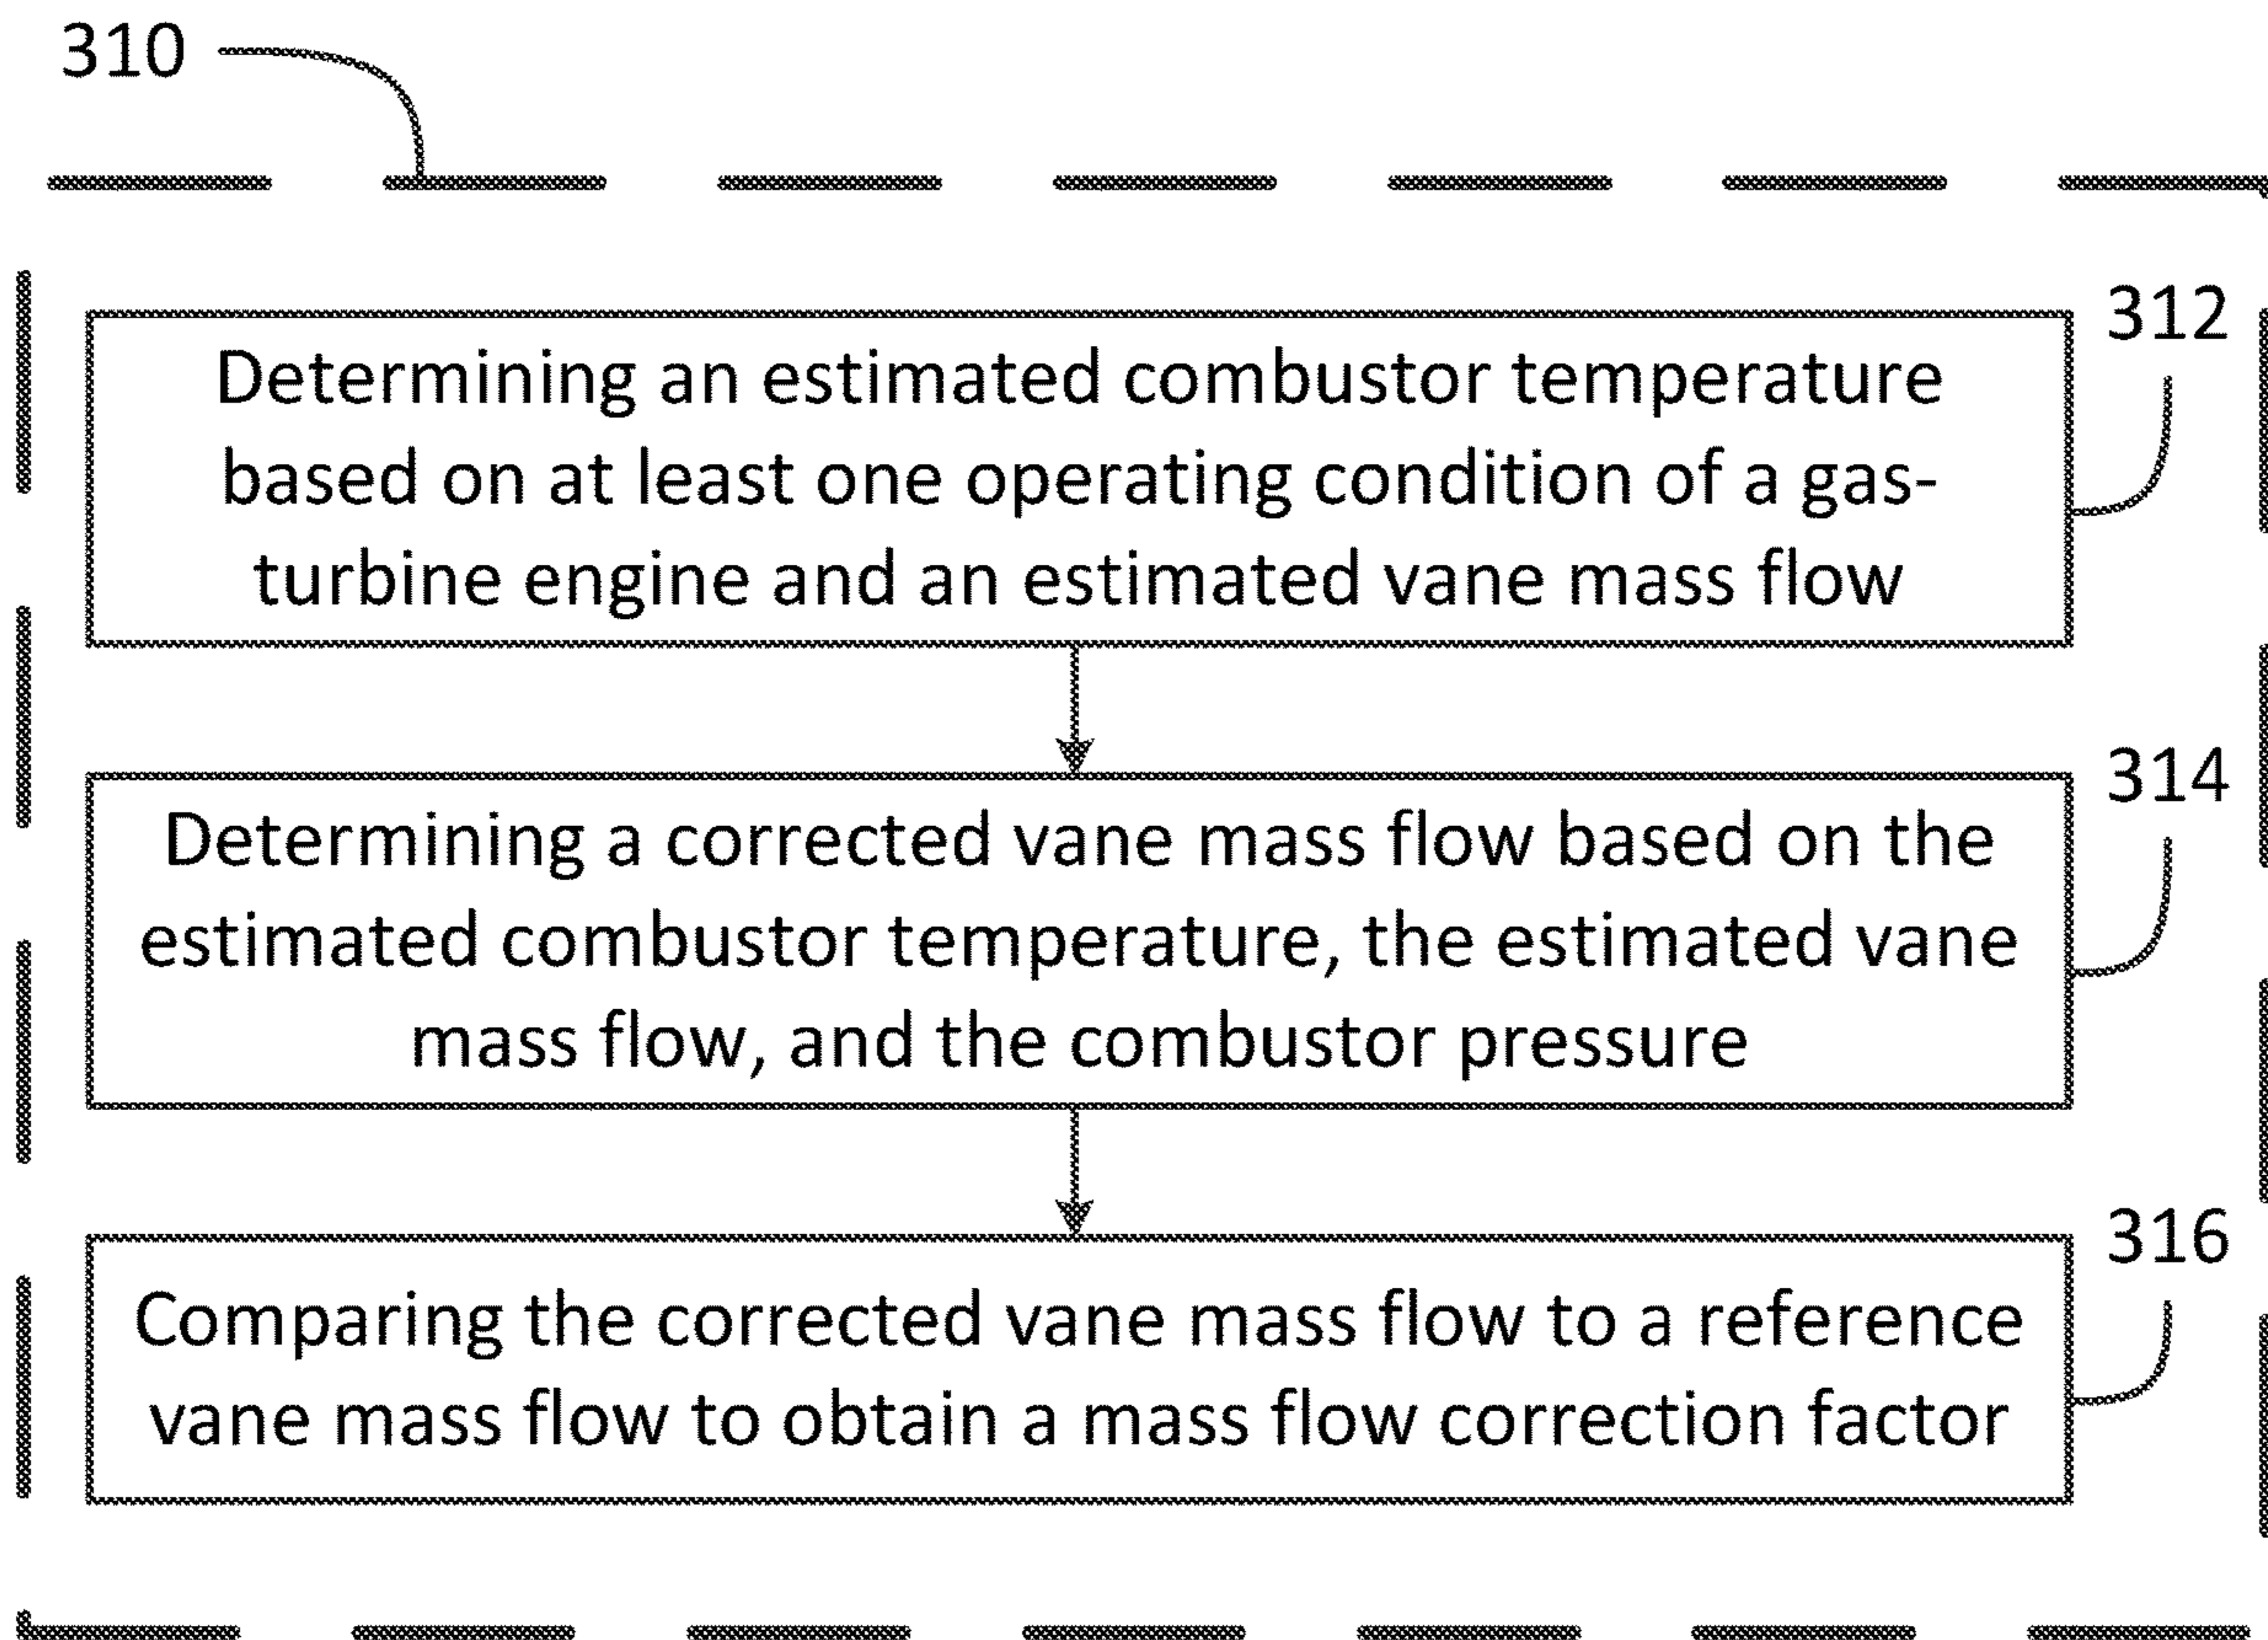 310
312
Determining an estimated combustor temperature
based on at least one operating condition of a gas-
turbine engine and an estimated vane mass flow
314
Determining a corrected vane mass flow based on the
estimated combustor temperature, the estimated vane
mass flow, and the combustor pressure
316
Comparing the corrected vane mass flow to a reference
vane mass flow to obtain a mass flow correction factor